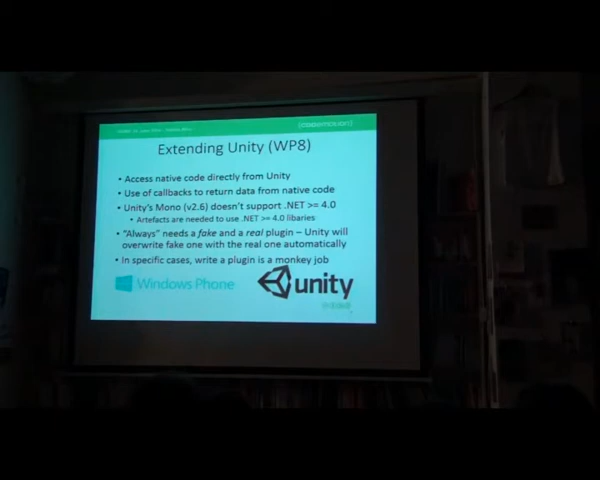 {codemotion}
Extending Unity (WP8)
• Access native code directly from Unity
• Use of callbacks to return data from native code
• Unity's Mono (v2.6) doesn't support .NET >= 4.0
• Artefacts are needed to use .NET >= 4.0 libaries
• "Always" needs a fake and a real plugin – Unity will
overwrite fake one with the real one automatically
• In specific cases, write a plugin is a monkey job
Windows Phone
unity